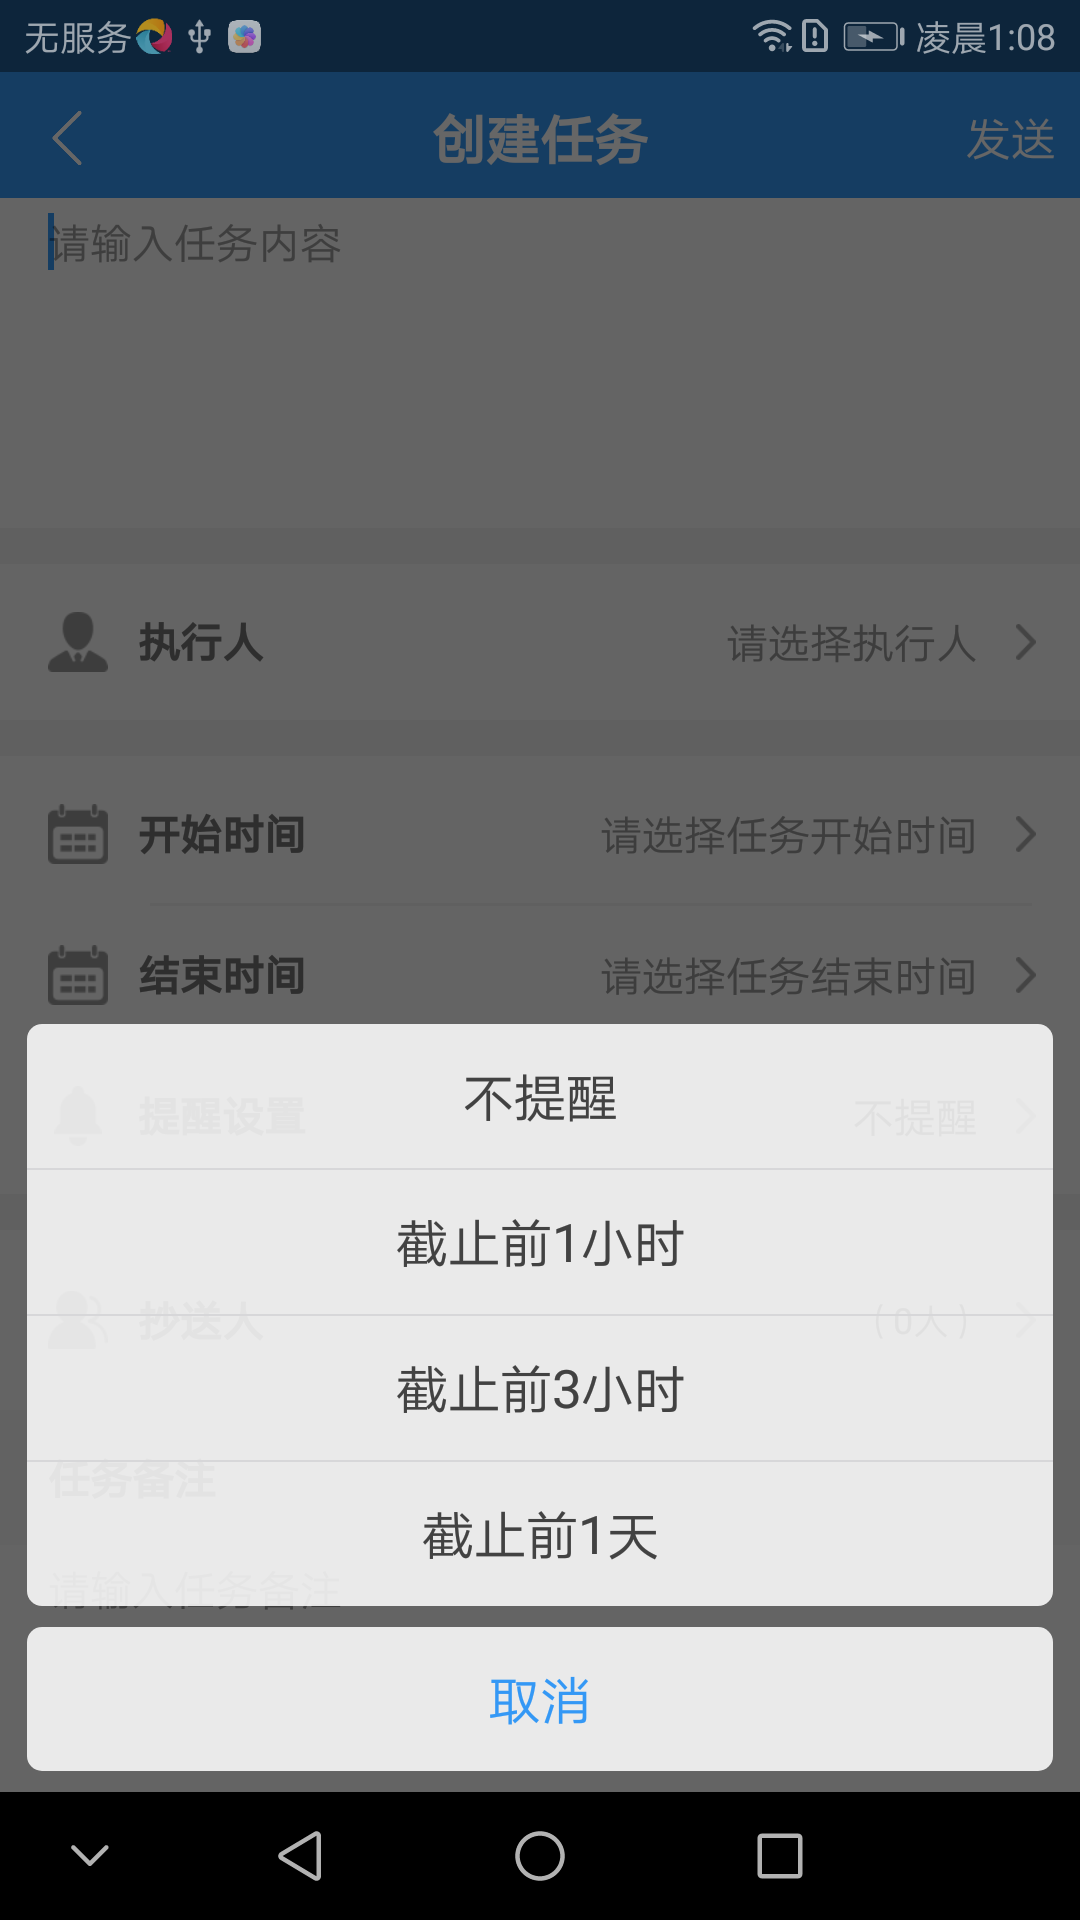 无服务 凌晨1:08
创建任务 发送
请输入任务内容
执行人 请选择执行人
开始时间 请选择任务开始时间
结束时间 请选择任务结束时间
不提醒
提醒设置 不提醒
截止前1小时
抄送人 (0人)
截止前3小时
任务备注
截止前1天
请输入任务备注
取消